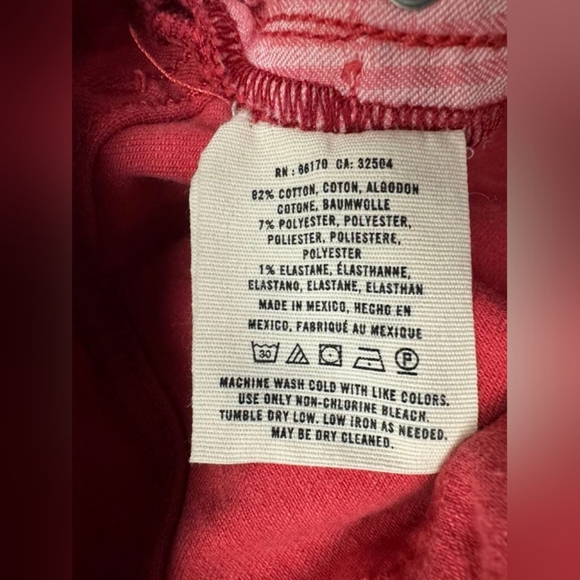 RN : 66170 CA: 32504
92% COTTON, COTON, ALGODON
COTONE, BAUMWOLLE
7% POLYESTER, POLYESTER,
POLIESTER, POLIESTERE,
POLYESTER
1% ELASTANE, ÉLASTHANNE,
ELASTANO, ELASTANE, ELASTHAN
MADE IN MEXICO, HECHO EN
MEXICO, FABRIQUÉ AU MEXIQUE
30 P
MACHINE WASH COLD WITH LIKE COLORS.
USE ONLY NON-CHLORINE BLEACH.
TUMBLE DRY LOW. LOW IRON AS NEEDED.
MAY BE DRY CLEANED.